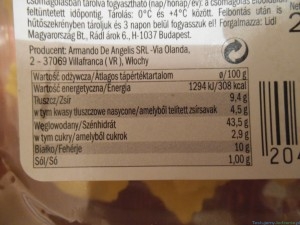 csomagolásban fogyasztható (nap/hónap/év): a csomagolás
feltüntetett időpontig. Tárolás: 0°C és +4°C között. Felbontás után is
hűtőszekrényben tároljuk és 3 napon belül fogyasszuk el! Forgalmazza: Lidl
Magyarország Bt., Rádl árok 6., H-1037 Budapest.
Producent: Armando De Angelis SRL -Via Olanda,
2 - 37069 Villafranca ( VR ), Włochy
Wartość odżywcza/Átlagos tápértéktartalom ø/100 g
Wartość energetyczna/Energia 1294 kJ/308 kcal
Tłuszcz/Zsír 9,4 g
w tym kwasy tłuszczowe nasycone/amelyből telített zsírsavak 4,5 g
Węglowodany/Szénhidrát 43,5 g
w tym cukry/amelyből cukrok 2,9 g
Białko/Fehérje 10 g
Sól/Só 1,00 g
204